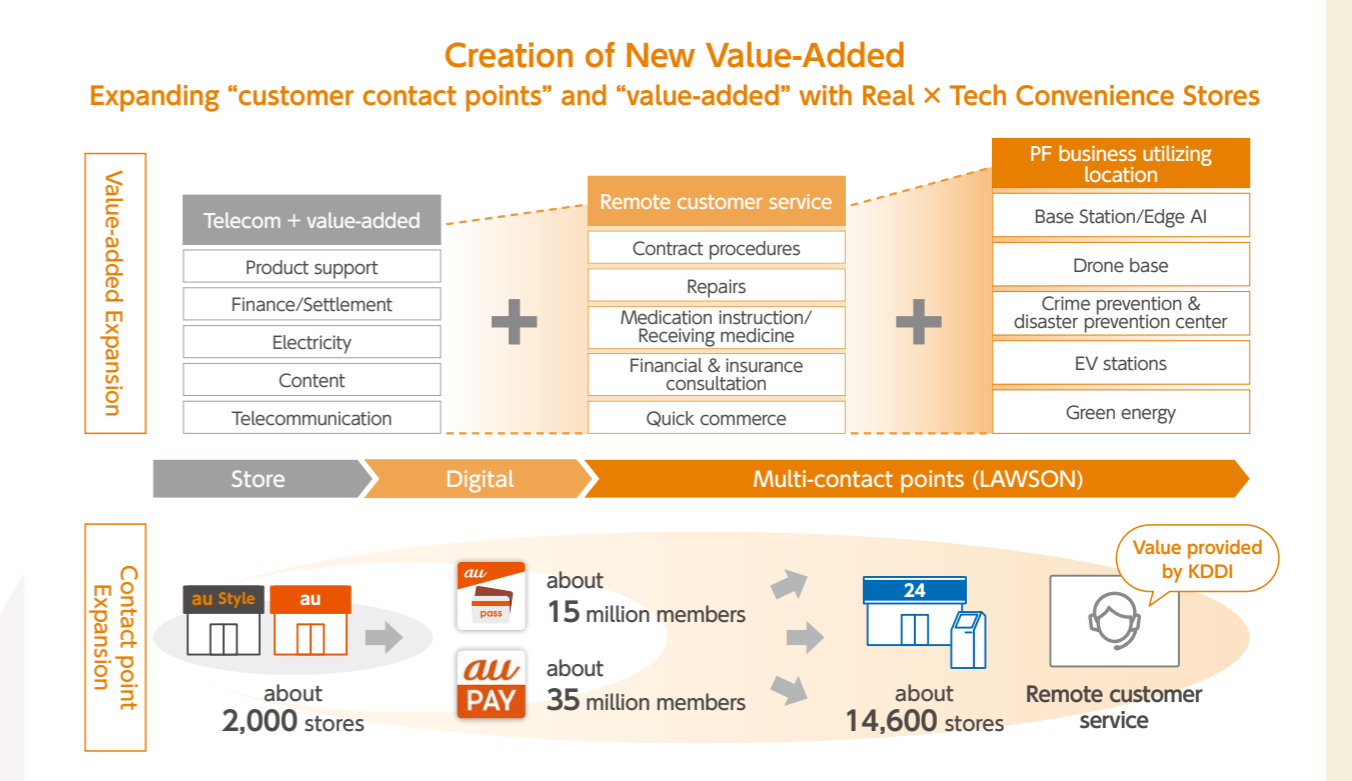 Creation of New Value-Added
Expanding “customer contact points” and “value-added” with Real × Tech Convenience Stores
Value-added Expansion
Telecom + value-added
Product support
Finance/Settlement
Electricity
Content
Telecommunication
Remote customer service
Contract procedures
Repairs
Medication instruction/
Receiving medicine
Financial & insurance
consultation
Quick commerce
PF business utilizing
location
Base Station/Edge AI
Drone base
Crime prevention &
disaster prevention center
EV stations
Green energy
Store
Digital
Multi-contact points (LAWSON)
Contact point
Expansion
au Style
au
about
2,000 stores
au
pass
about
15 million members
au
PAY
about
35 million members
24
about
14,600 stores
Value provided
by KDDI
Remote customer
service